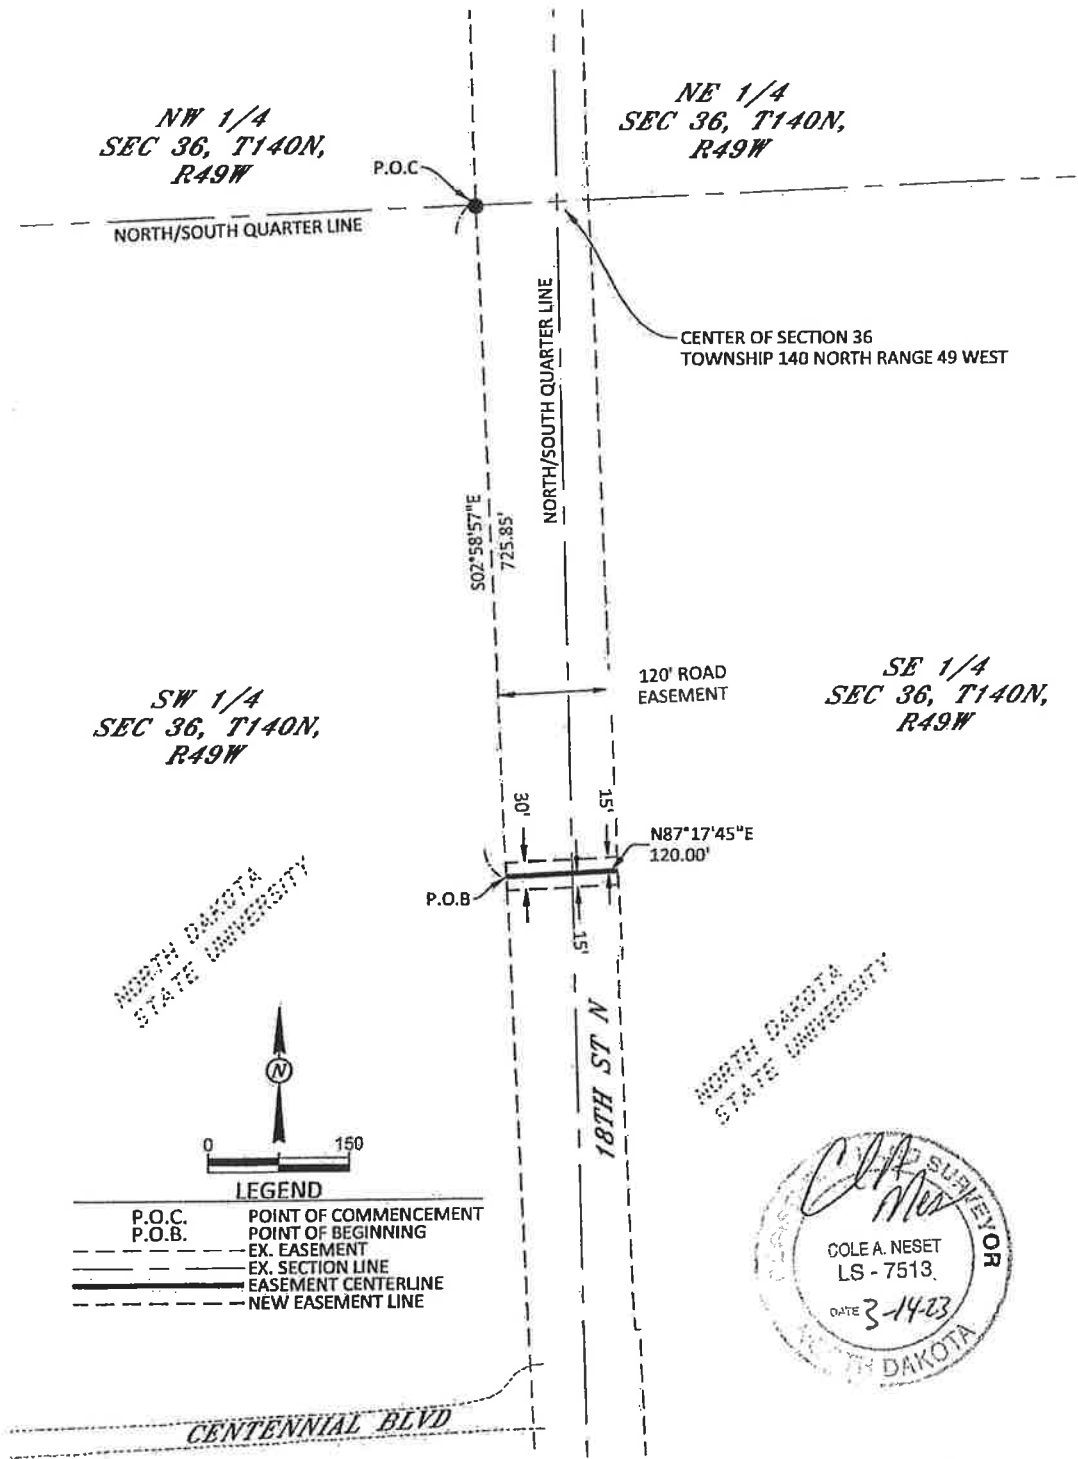 NW 1/4
SEC 36, T140N,
R49W
NE 1/4
SEC 36, T140N,
R49W
P.O.C
NORTH/SOUTH QUARTER LINE
CENTER OF SECTION 36
TOWNSHIP 140 NORTH RANGE 49 WEST
NORTH/SOUTH QUARTER LINE
S02°58'57"E
725.85'
120' ROAD
EASEMENT
SW 1/4
SEC 36, T140N,
R49W
SE 1/4
SEC 36, T140N,
R49W
30'
15'
N87°17'45"E
120.00'
P.O.B
15'
NORTH DAKOTA
STATE UNIVERSITY
NORTH DAKOTA
STATE UNIVERSITY
18TH ST N
N
0 150
LEGEND
P.O.C. POINT OF COMMENCEMENT
P.O.B. POINT OF BEGINNING
EX. EASEMENT
EX. SECTION LINE
EASEMENT CENTERLINE
NEW EASEMENT LINE
SURVEYOR
COLE A. NESET
LS - 7513
DATE 3-14-23
NORTH DAKOTA
CENTENNIAL BLVD